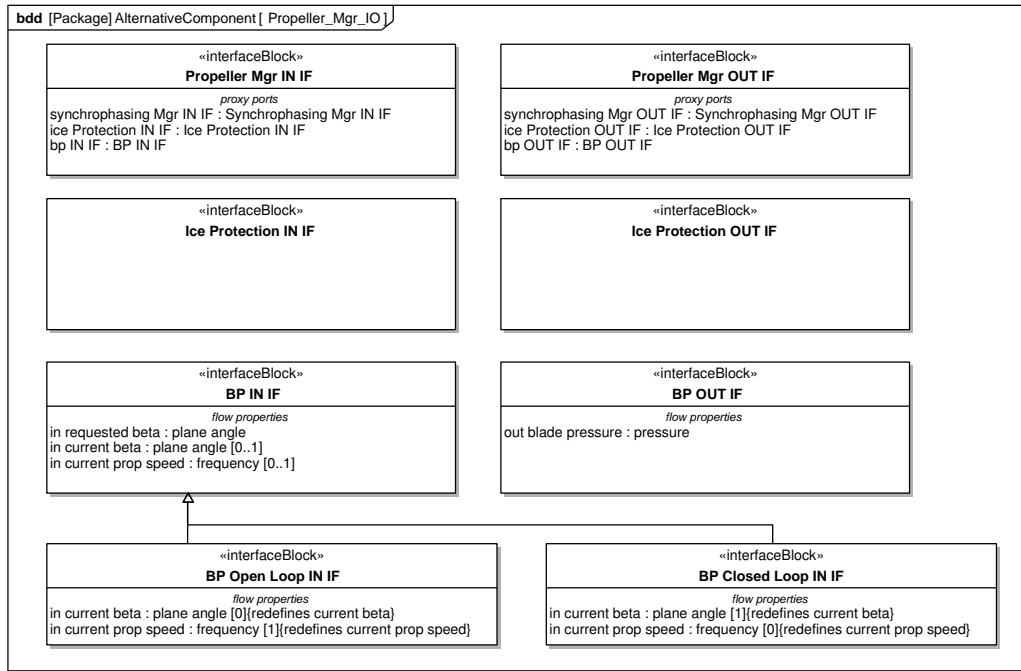 bdd [Package] AlternativeComponent [ Propeller_Mgr_IO ]
«interfaceBlock»
Propeller Mgr IN IF
proxy ports
synchrophasing Mgr IN IF : Synchrophasing Mgr IN IF
ice Protection IN IF : Ice Protection IN IF
bp IN IF : BP IN IF
«interfaceBlock»
Propeller Mgr OUT IF
proxy ports
synchrophasing Mgr OUT IF : Synchrophasing Mgr OUT IF
ice Protection OUT IF : Ice Protection OUT IF
bp OUT IF : BP OUT IF
«interfaceBlock»
Ice Protection IN IF
«interfaceBlock»
Ice Protection OUT IF
«interfaceBlock»
BP IN IF
flow properties
in requested beta : plane angle
in current beta : plane angle [0..1]
in current prop speed : frequency [0..1]
«interfaceBlock»
BP OUT IF
flow properties
out blade pressure : pressure
«interfaceBlock»
BP Open Loop IN IF
flow properties
in current beta : plane angle [0]{redefines current beta}
in current prop speed : frequency [1]{redefines current prop speed}
«interfaceBlock»
BP Closed Loop IN IF
flow properties
in current beta : plane angle [1]{redefines current beta}
in current prop speed : frequency [0]{redefines current prop speed}